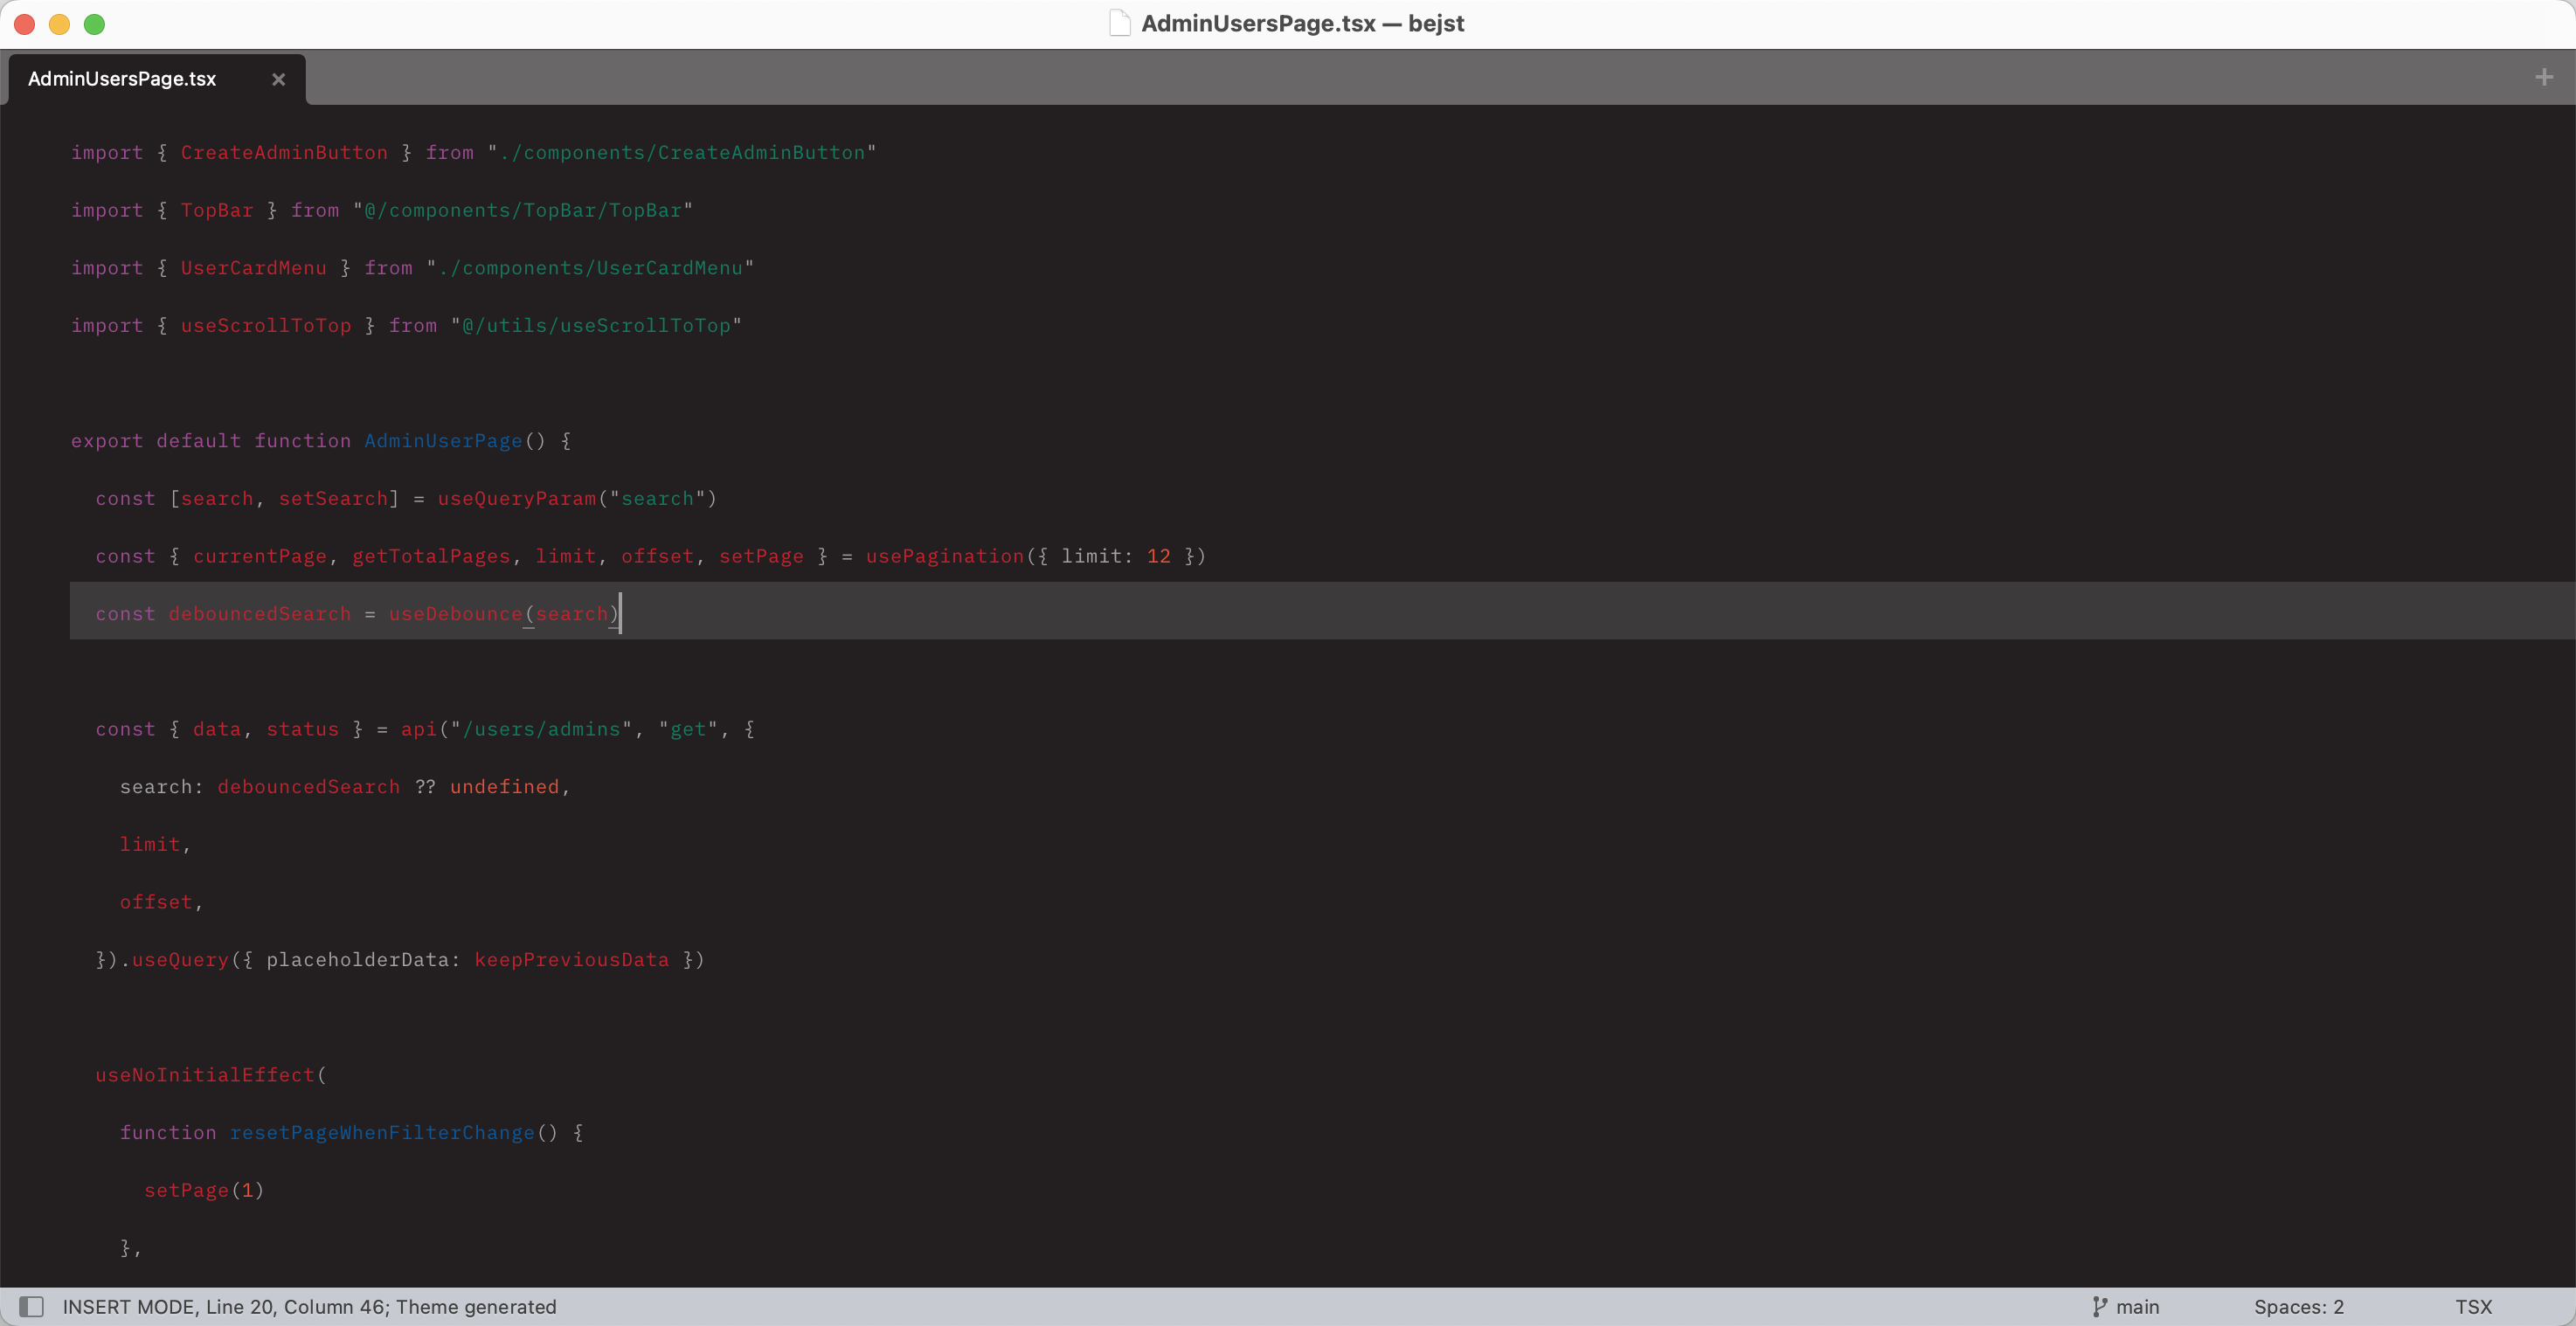 AdminUsersPage.tsx — bejst
AdminUsersPage.tsx
import { CreateAdminButton } from "./components/CreateAdminButton"
import { TopBar } from "@/components/TopBar/TopBar"
import { UserCardMenu } from "./components/UserCardMenu"
import { useScrollToTop } from "@/utils/useScrollToTop"
export default function AdminUserPage() {
  const [search, setSearch] = useQueryParam("search")
  const { currentPage, getTotalPages, limit, offset, setPage } = usePagination({ limit: 12 })
  const debouncedSearch = useDebounce(search)
  const { data, status } = api("/users/admins", "get", {
    search: debouncedSearch ?? undefined,
    limit,
    offset,
  }).useQuery({ placeholderData: keepPreviousData })
  useNoInitialEffect(
    function resetPageWhenFilterChange() {
      setPage(1)
    },
INSERT MODE, Line 20, Column 46; Theme generated
main
Spaces: 2
TSX